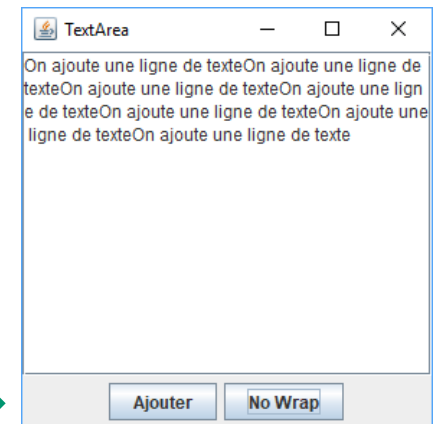 TextArea
On ajoute une ligne de texteOn ajoute une ligne de
texteOn ajoute une ligne de texteOn ajoute une lign
e de texteOn ajoute une ligne de texteOn ajoute une
ligne de texteOn ajoute une ligne de texte
Ajouter No Wrap